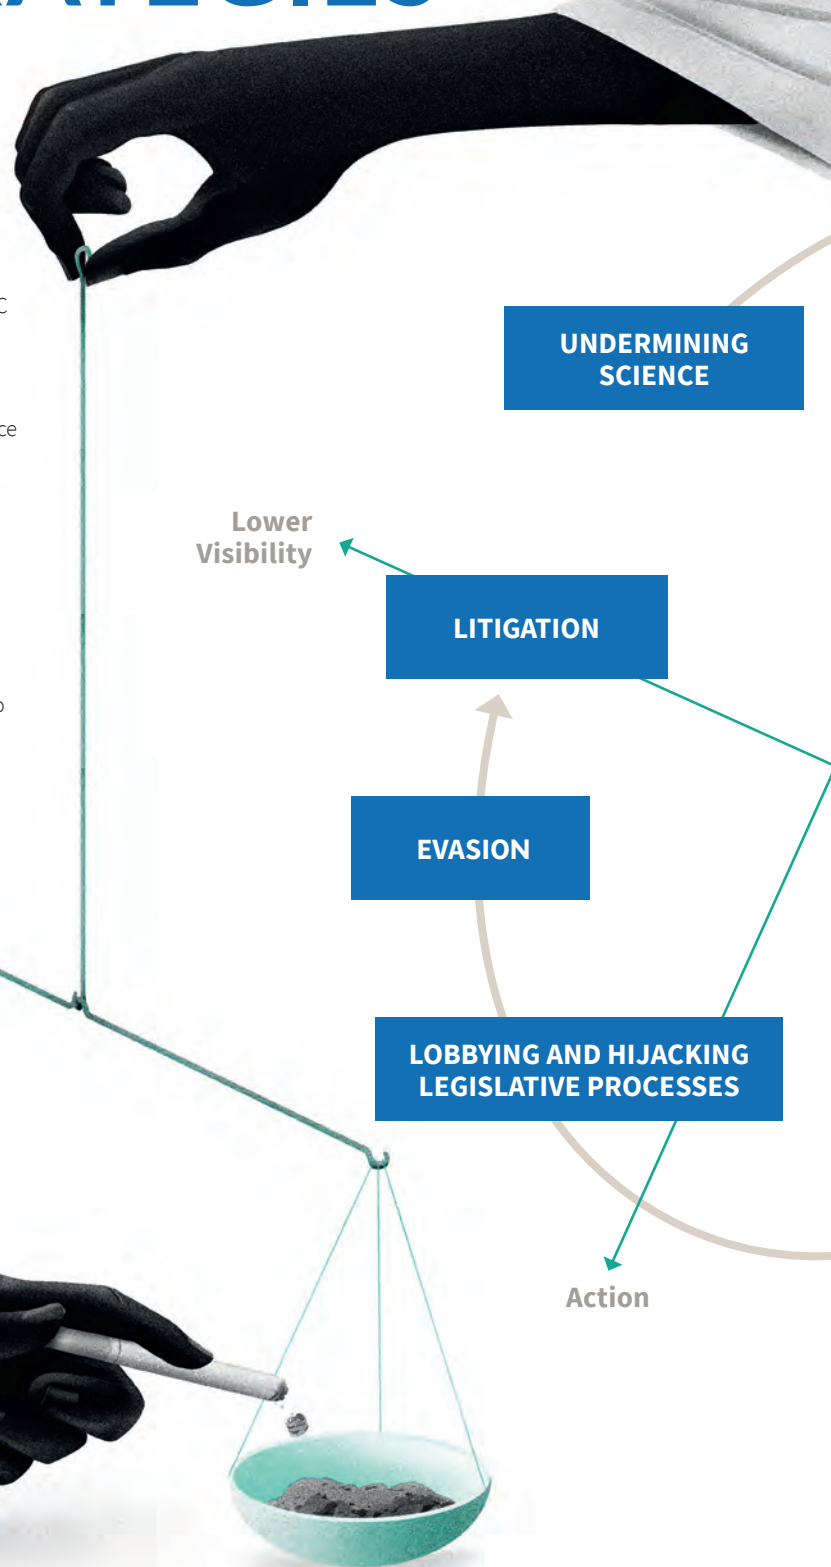 UNDERMINING
SCIENCE
Lower
Visibility
LITIGATION
EVASION
LOBBYING AND HIJACKING
LEGISLATIVE PROCESSES
Action